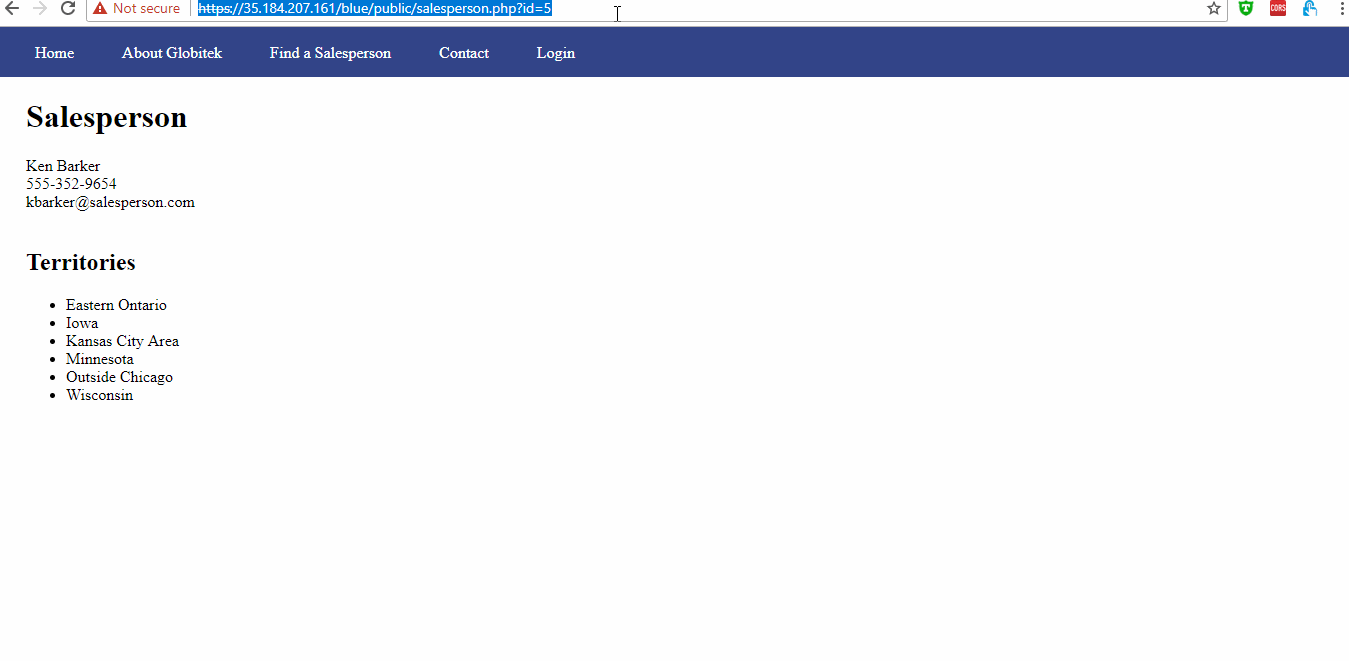 Not secure https://35.184.207.161/blue/public/salesperson.php?id=5 CORS
Home About Globitek Find a Salesperson Contact Login
Salesperson
Ken Barker
555-352-9654
kbarker@salesperson.com
Territories
Eastern Ontario
Iowa
Kansas City Area
Minnesota
Outside Chicago
Wisconsin